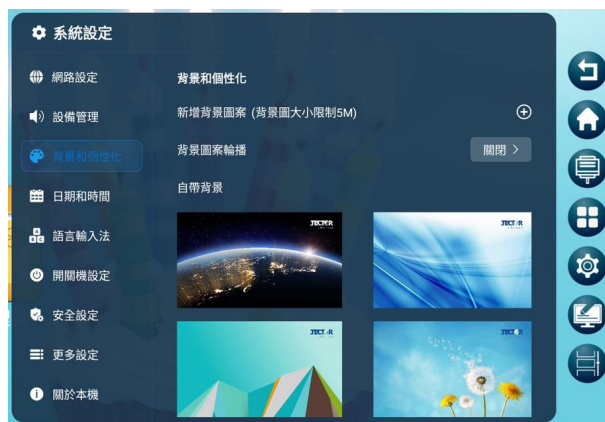 系統設定
網路設定
設備管理
背景和個性化
日期和時間
語言輸入法
開關機設定
安全設定
更多設定
關於本機
背景和個性化
新增背景圖案 (背景圖大小限制5M)
背景圖案輪播
關閉 >
自帶背景
JECTOR
JECTOR
JECTOR
JECTOR